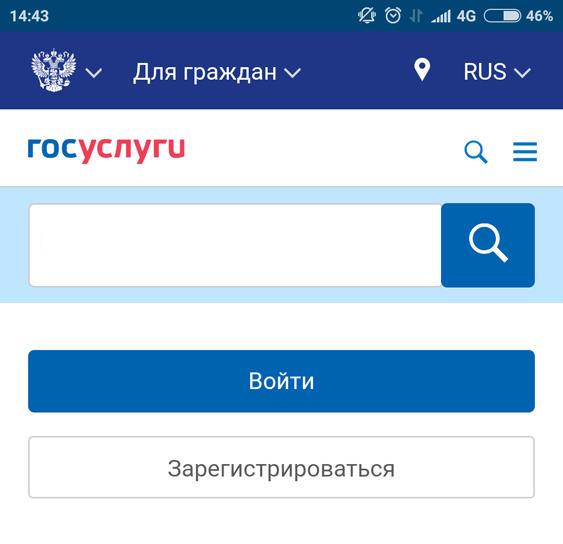 14:43 4G 46%
Для граждан RUS
госуслуги
Войти
Зарегистрироваться